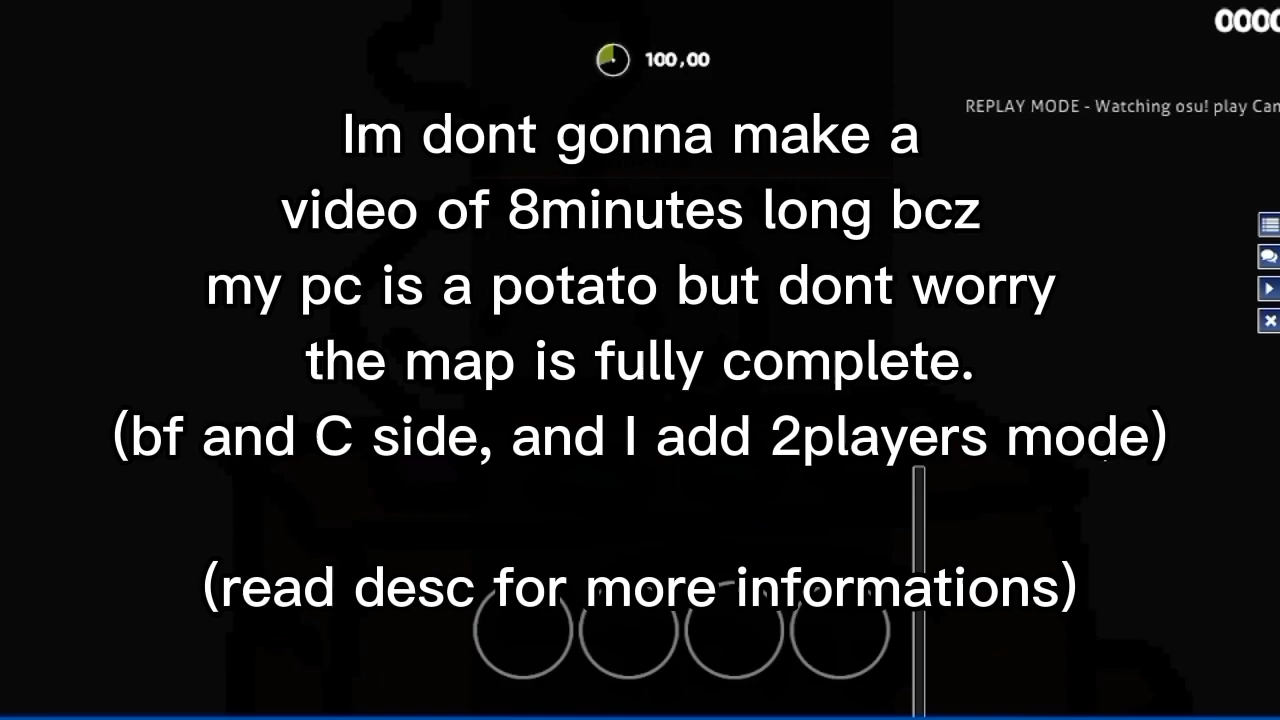 0000
100,00
REPLAY MODE - Watching osu! play Can
Im dont gonna make a
video of 8minutes long bcz
my pc is a potato but dont worry
the map is fully complete.
(bf and C side, and I add 2players mode)
(read desc for more informations)